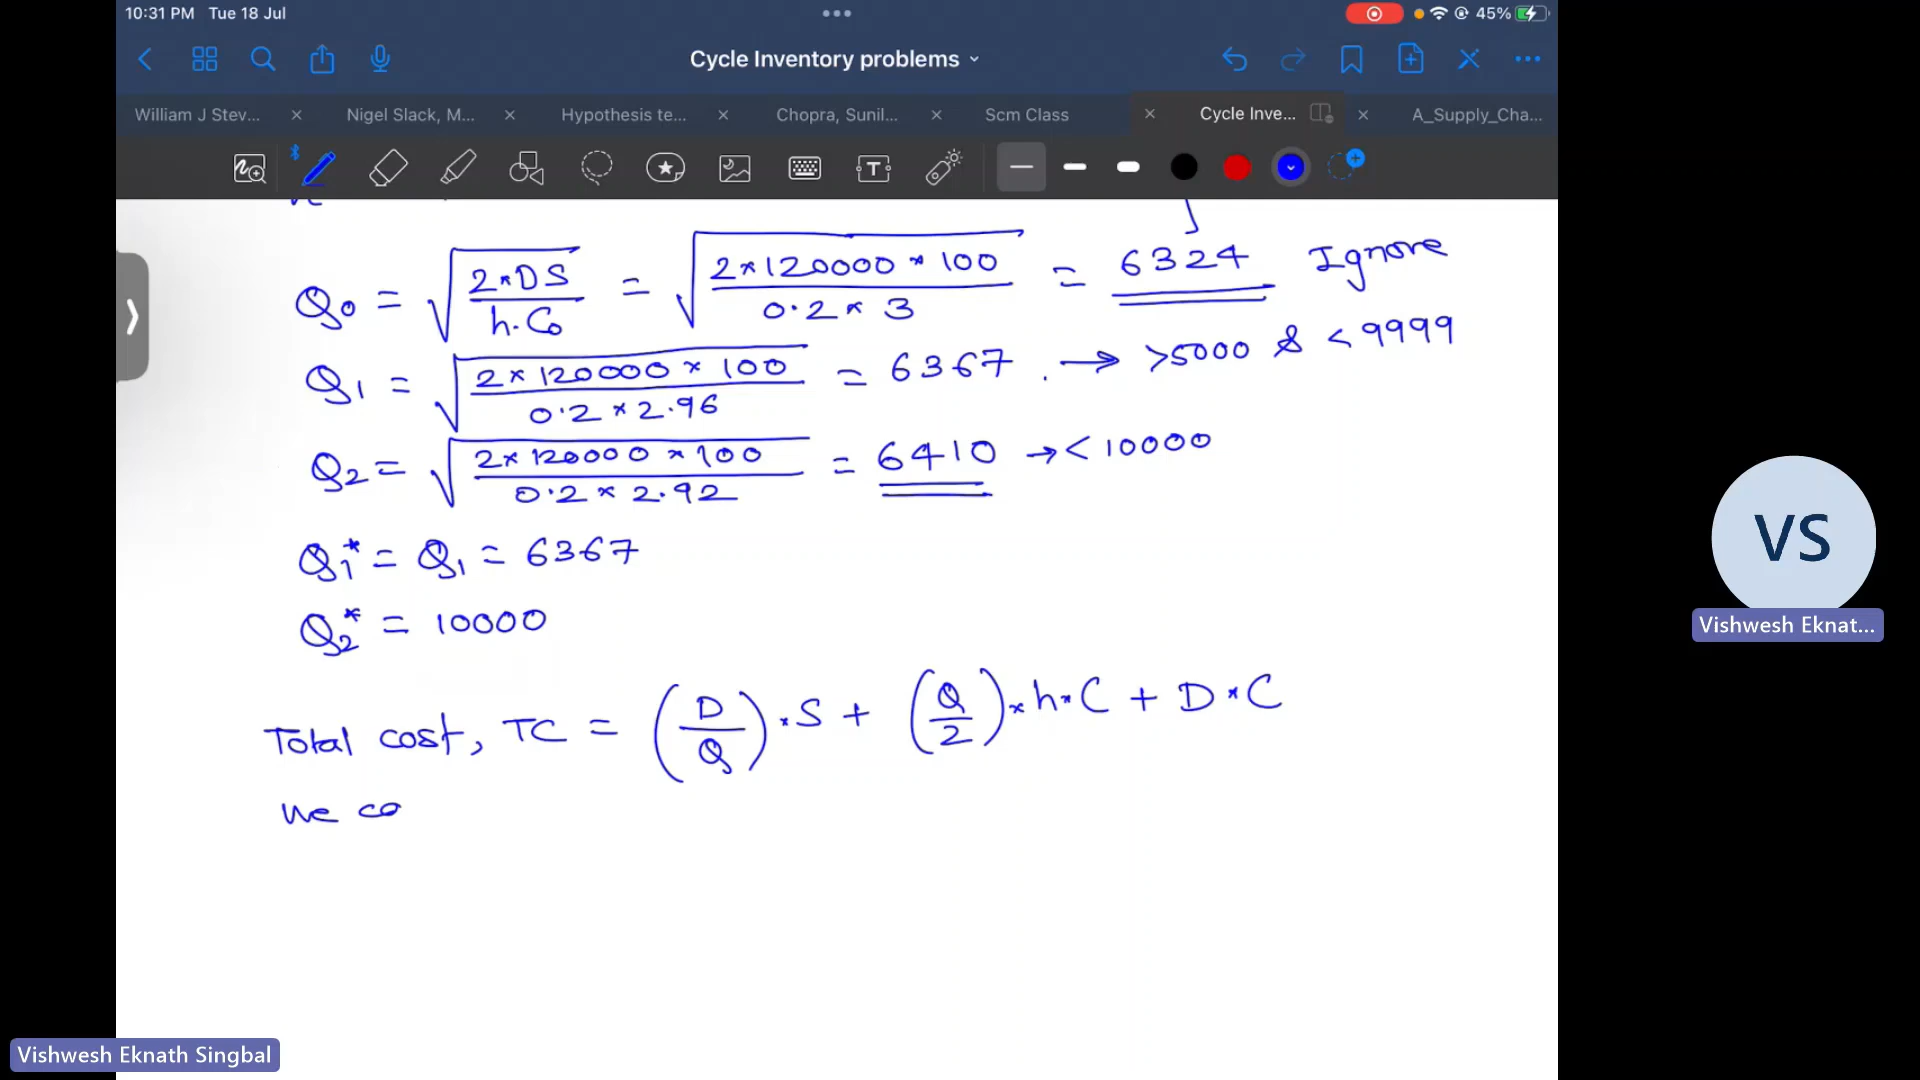 10:31 PM Tue 18 Jul
45%
Cycle Inventory problems
William J Stev...
Nigel Slack, M...
Hypothesis te...
Chopra, Sunil...
Scm Class
Cycle Inve...
A_Supply_Cha...
Q₀ = √(2*DS / h.C₀) = √(2*120000*100 / 0.2*3) = 6324 Ignore
Q₁ = √(2*120000*100 / 0.2*2.96) = 6367 . → >5000 & <9999
Q₂ = √(2*120000*100 / 0.2*2.92) = 6410 → <10000
Q₁* = Q₁ = 6367
Q₂* = 10000
Total cost, TC = (D/Q)*S + (Q/2)*h*C + D*C
We co
VS
Vishwesh Eknat...
Vishwesh Eknath Singbal